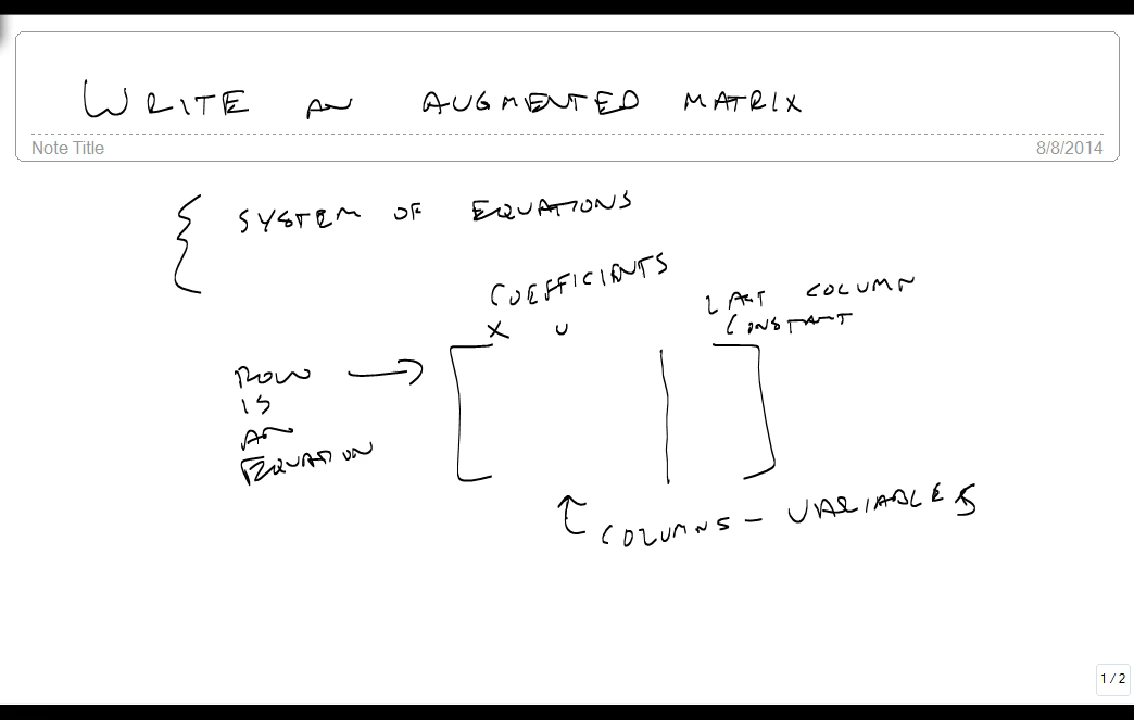 WRITE AN AUGMENTED MATRIX
Note Title
8/8/2014
SYSTEM OF EQUATIONS
COEFFICIENTS
LAST COLUMN
CONSTANT
X
ROW
IS
AN
EQUATION
COLUMNS - VARIABLES
1 / 2